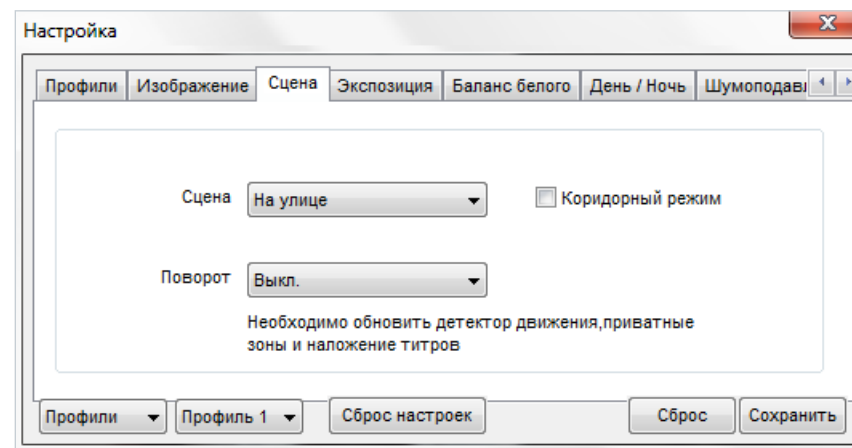 Настройка
Профили Изображение Сцена Экспозиция Баланс белого День / Ночь Шумоподав
Сцена На улице Коридорный режим
Поворот Выкл.
Необходимо обновить детектор движения,приватные
зоны и наложение титров
Профили Профиль 1 Сброс настроек Сброс Сохранить